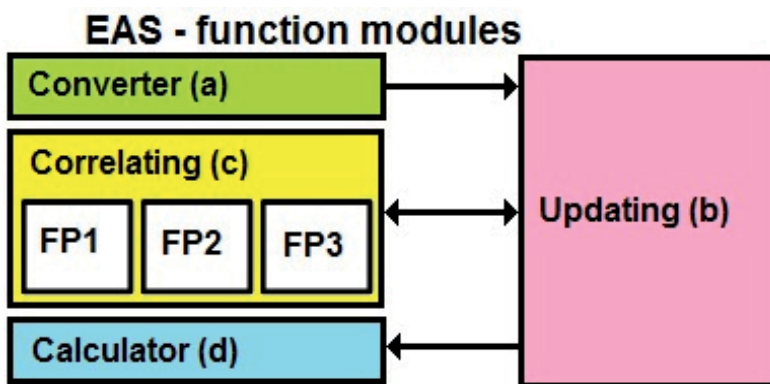 EAS - function modules
Converter (a)
Correlating (c)
FP1 FP2 FP3
Updating (b)
Calculator (d)